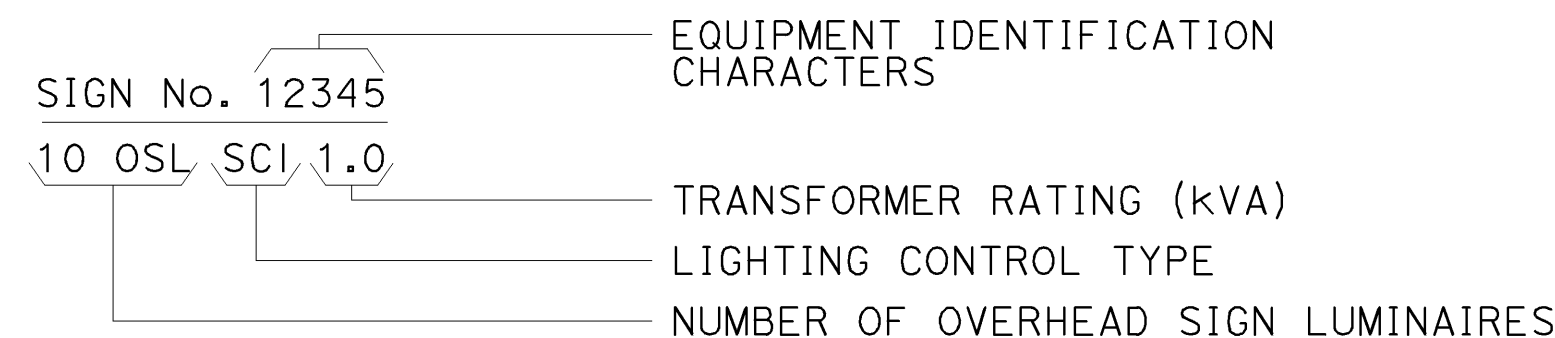 EQUIPMENT IDENTIFICATION
CHARACTERS
SIGN No. 12345
10 OSL SCI 1.0
TRANSFORMER RATING (kVA)
LIGHTING CONTROL TYPE
NUMBER OF OVERHEAD SIGN LUMINAIRES